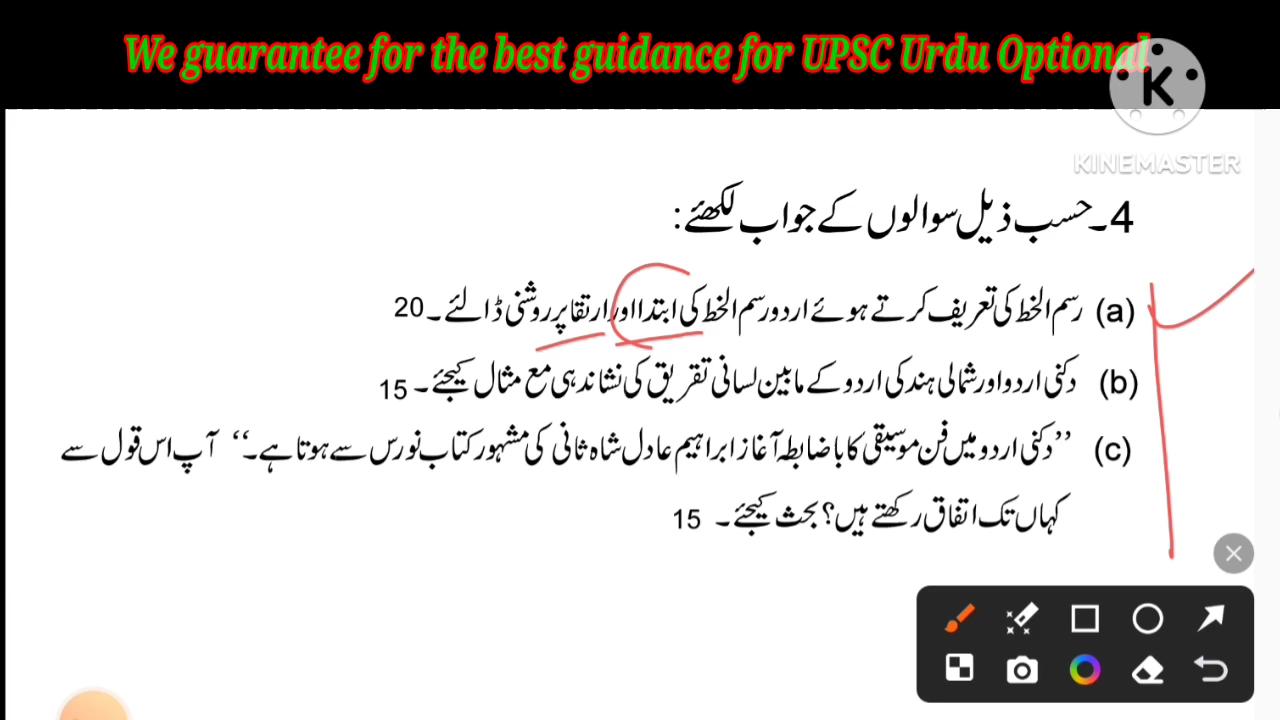 We guarantee for the best guidance for UPSC Urdu Optional
KINEMASTER
4۔ حسب ذیل سوالوں کے جواب لکھئے:
(a) رسم الخط کی تعریف کرتے ہوئے اردو رسم الخط کی ابتدا اور ارتقا پر روشنی ڈالئے۔ 20
(b) دکنی اردو اور شمالی ہند کی اردو کے مابین لسانی تفریق کی نشاندہی مع مثال کیجئے۔ 15
(c) ’’دکنی اردو میں فن موسیقی کا باضابطہ آغاز ابراہیم عادل شاہ ثانی کی مشہور کتاب نورس سے ہوتا ہے۔‘‘ آپ اس قول سے
کہاں تک اتفاق رکھتے ہیں؟ بحث کیجئے۔ 15